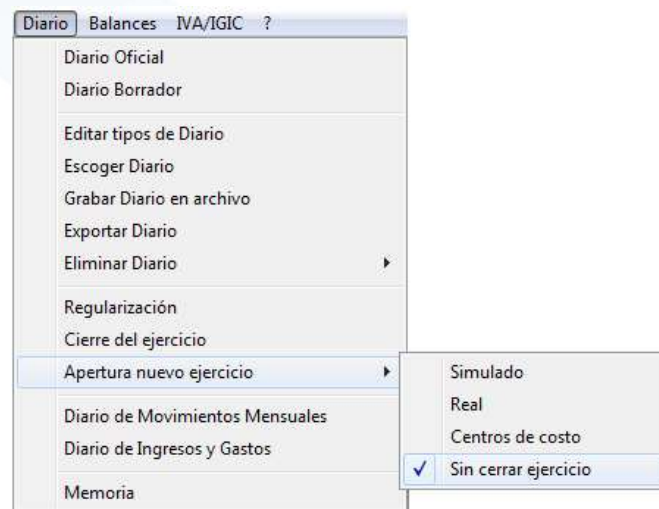 Diario Balances IVA/IGIC ?
Diario Oficial
Diario Borrador
Editar tipos de Diario
Escoger Diario
Grabar Diario en archivo
Exportar Diario
Eliminar Diario
Regularización
Cierre del ejercicio
Apertura nuevo ejercicio
Diario de Movimientos Mensuales
Diario de Ingresos y Gastos
Memoria
Simulado
Real
Centros de costo
Sin cerrar ejercicio